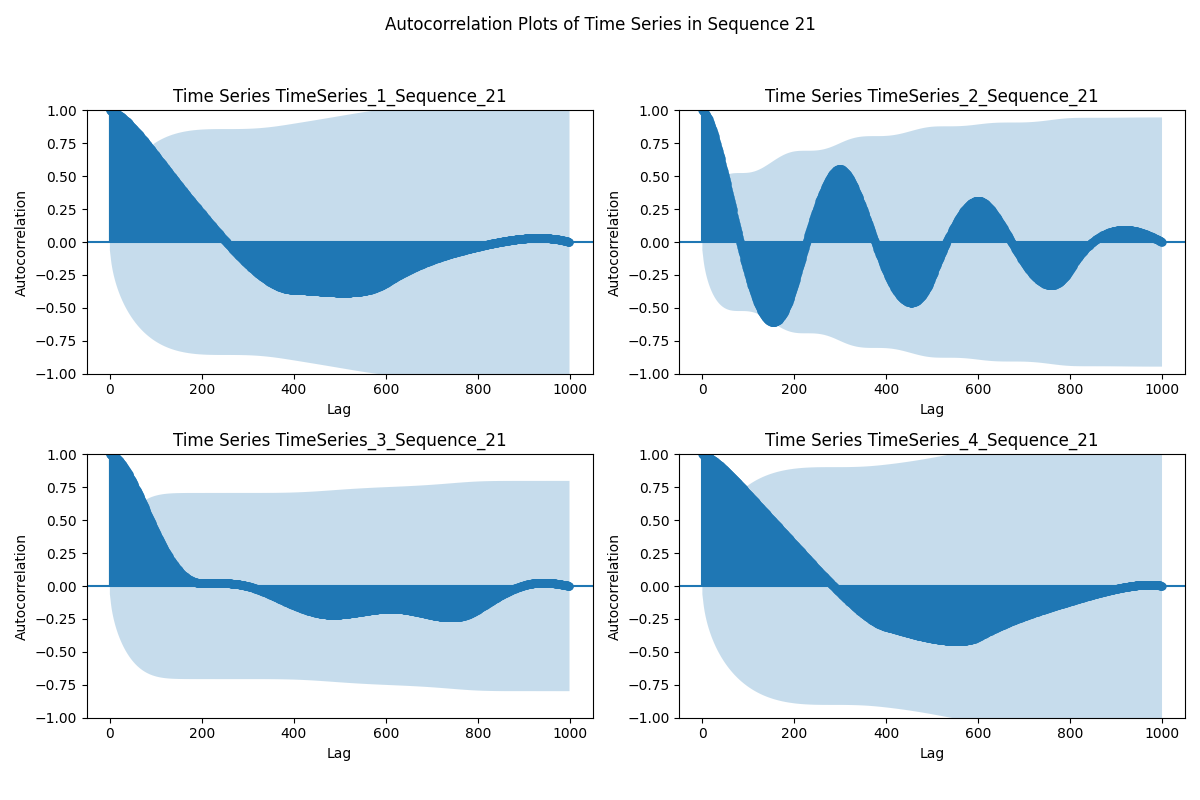 Autocorrelation Plots of Time Series in Sequence 21
Time Series TimeSeries_1_Sequence_21
1.00
0.75
0.50
0.25
0.00
−0.25
−0.50
−0.75
−1.00
Autocorrelation
0 200 400 600 800 1000
Lag
Time Series TimeSeries_2_Sequence_21
1.00
0.75
0.50
0.25
0.00
−0.25
−0.50
−0.75
−1.00
Autocorrelation
0 200 400 600 800 1000
Lag
Time Series TimeSeries_3_Sequence_21
1.00
0.75
0.50
0.25
0.00
−0.25
−0.50
−0.75
−1.00
Autocorrelation
0 200 400 600 800 1000
Lag
Time Series TimeSeries_4_Sequence_21
1.00
0.75
0.50
0.25
0.00
−0.25
−0.50
−0.75
−1.00
Autocorrelation
0 200 400 600 800 1000
Lag